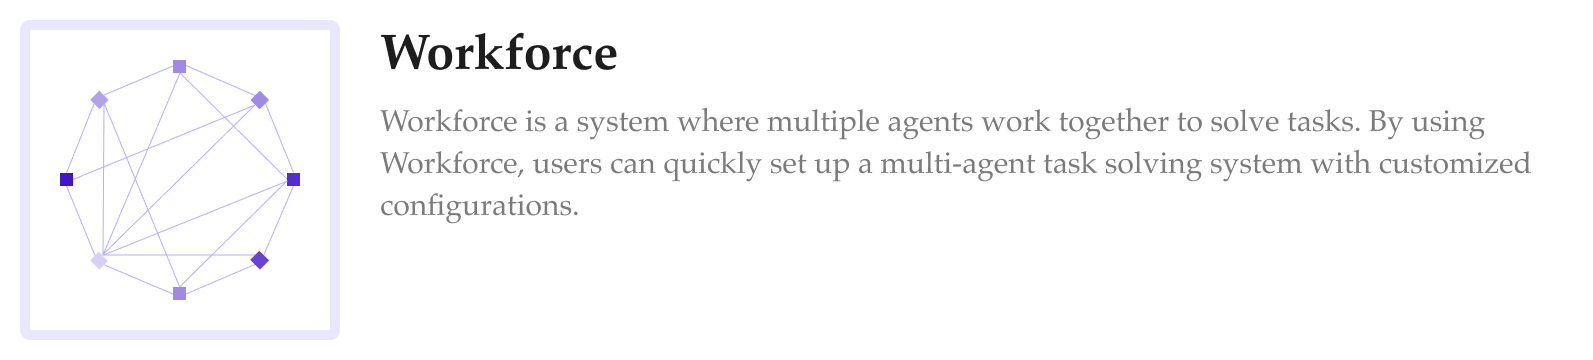 Workforce
Workforce is a system where multiple agents work together to solve tasks. By using
Workforce, users can quickly set up a multi-agent task solving system with customized
configurations.